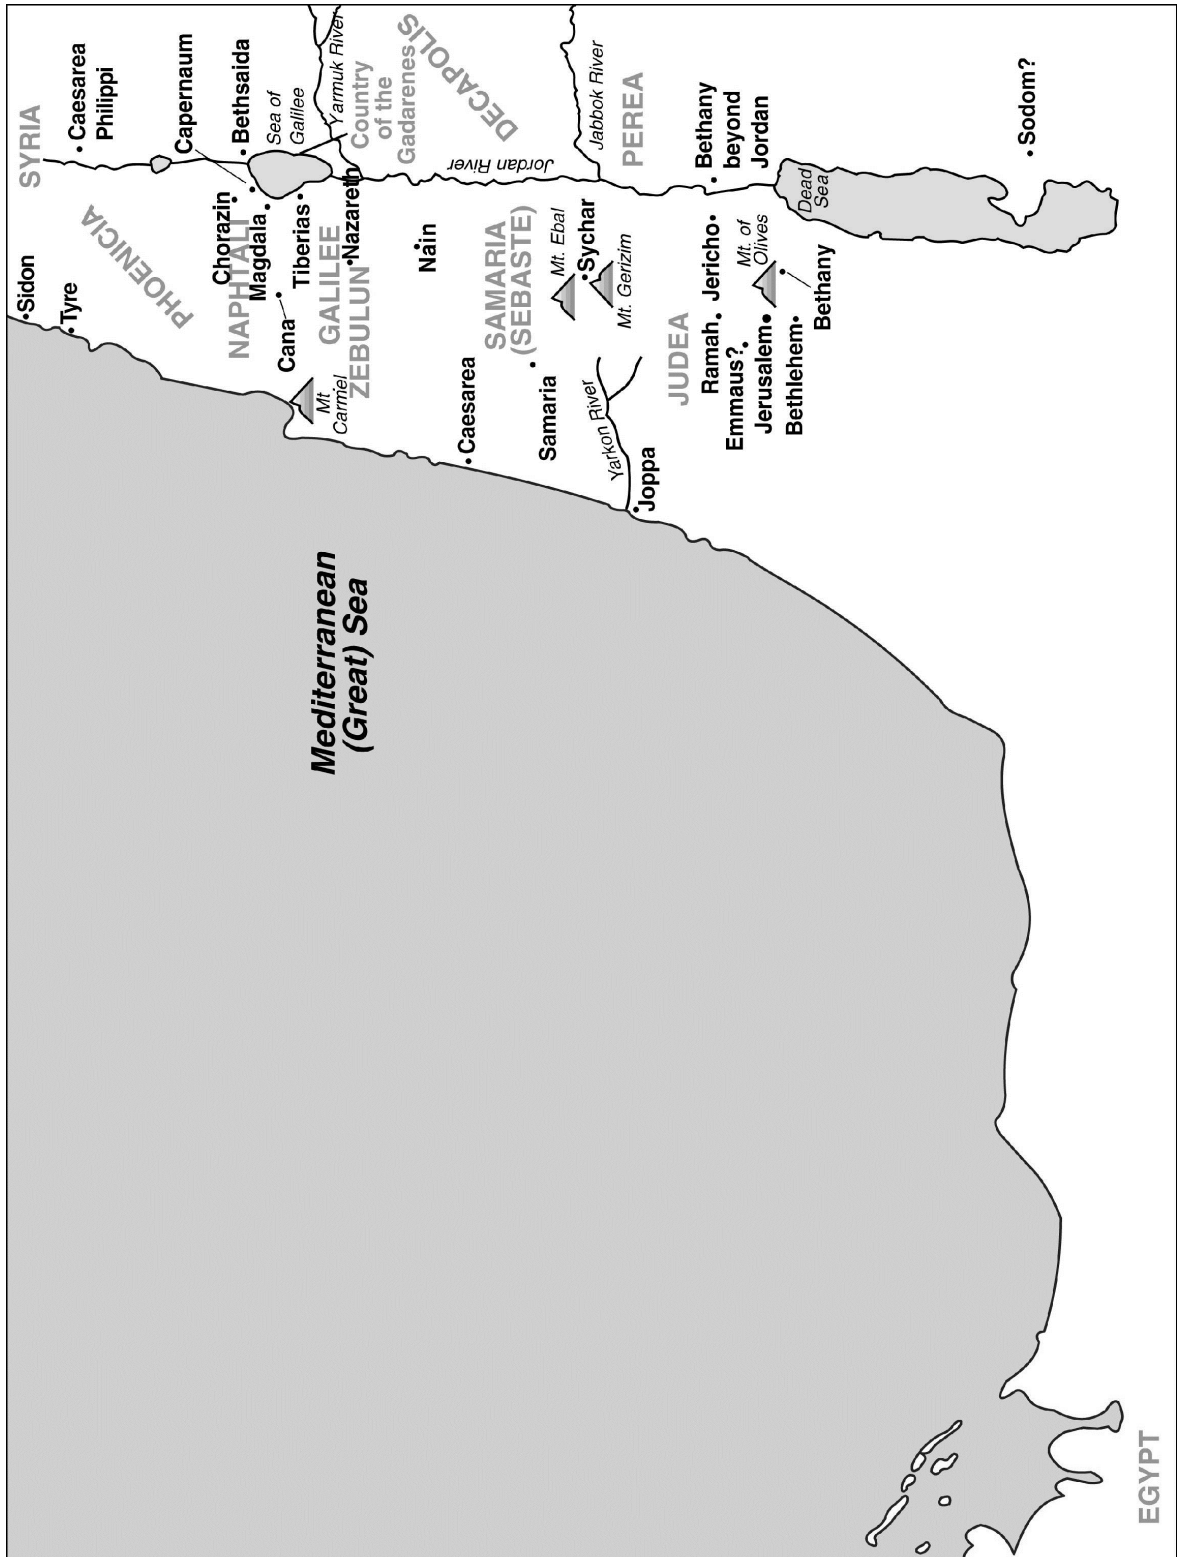 SYRIA
Caesarea
Philippi
Sidon
Tyre
PHOENICIA
Capernaum
Bethsaida
Sea of
Galilee
Chorazin
NAPHTALI
Magdala
Tiberias
Cana
Mt
Carmiel
GALILEE
ZEBULUN
Nazareth
Yarmuk River
Country
of the
Gadarenes
DECAPOLIS
Nain
Jordan River
Caesarea
SAMARIA
(SEBASTE)
Samaria
Mt. Ebal
Sychar
Mt. Gerizim
Jabbok River
PEREA
Yarkon River
Joppa
Mediterranean
(Great) Sea
JUDEA
Ramah
Jericho
Emmaus?
Jerusalem
Bethlehem
Mt. of
Olives
Bethany
Bethany
beyond
Jordan
Dead
Sea
Sodom?
EGYPT